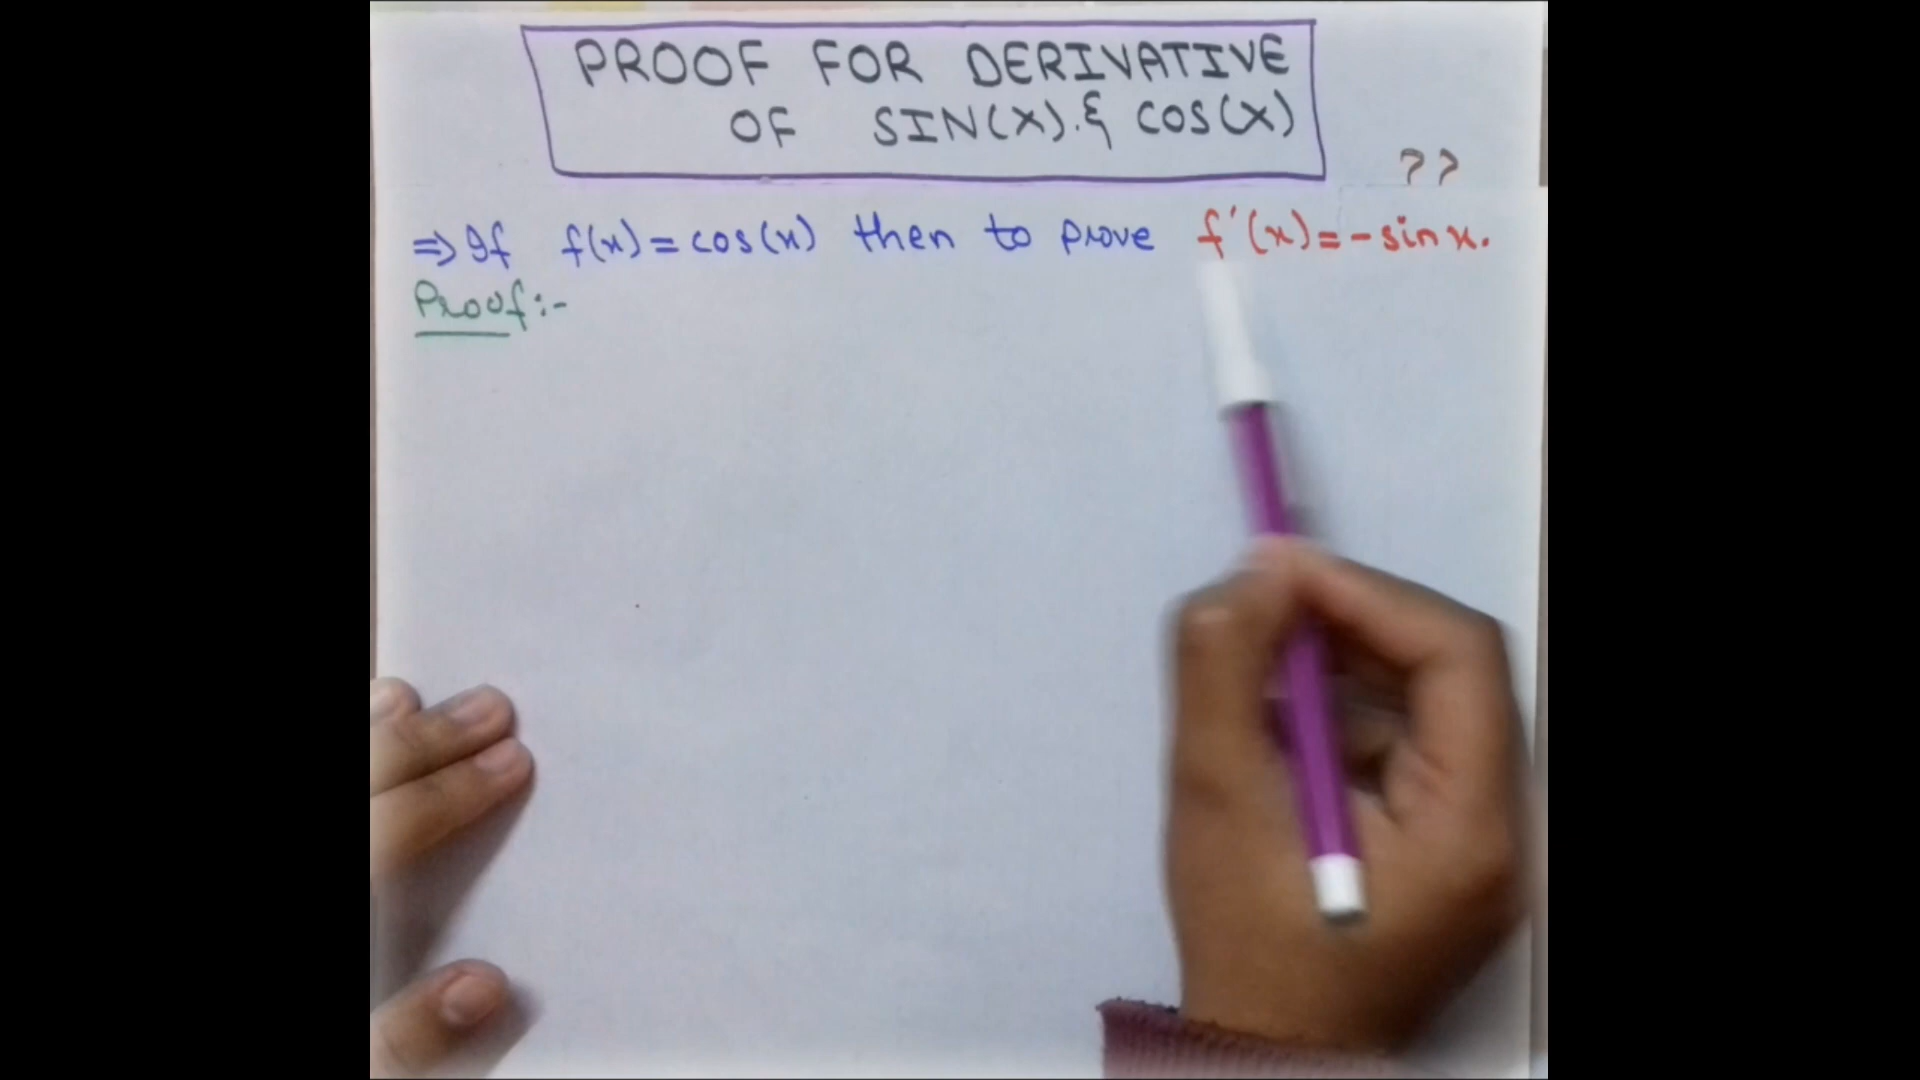 PROOF FOR DERIVATIVE
OF SIN(X).& COS(X)
??
⇒ If f(x) = cos(x) then to prove f'(x) = - sin x.
Proof:-